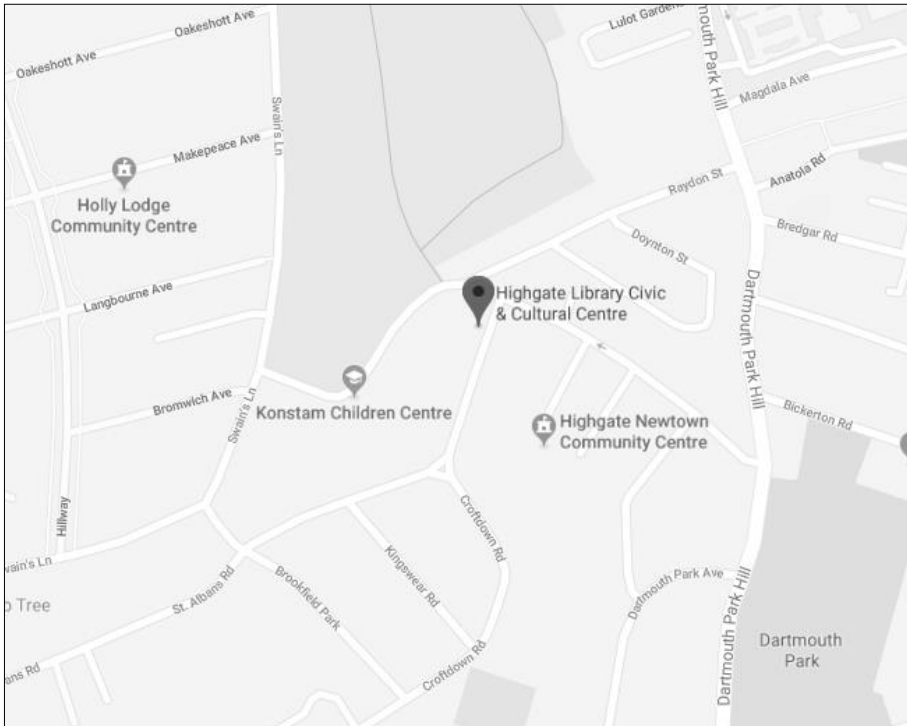 Oakeshott Ave
Oakeshott Ave
Lulot Gardens
Dartmouth Park Hill
Magdala Ave
Swain's Ln
Makepeace Ave
Holly Lodge
Community Centre
Raydon St
Anatola Rd
Doynton St
Bredgar Rd
Langbourne Ave
Highgate Library Civic
& Cultural Centre
Dartmouth Park Hill
Konstam Children Centre
Bromwich Ave
Swain's Ln
Highgate Newtown
Community Centre
Bickerton Rd
Hillway
Croftdown Rd
Swain's Ln
Kingswear Rd
Brookfield Park
St. Albans Rd
Dartmouth Park Ave
Dartmouth Park Hill
Tree
Croftdown Rd
Dartmouth
Park
ans Rd